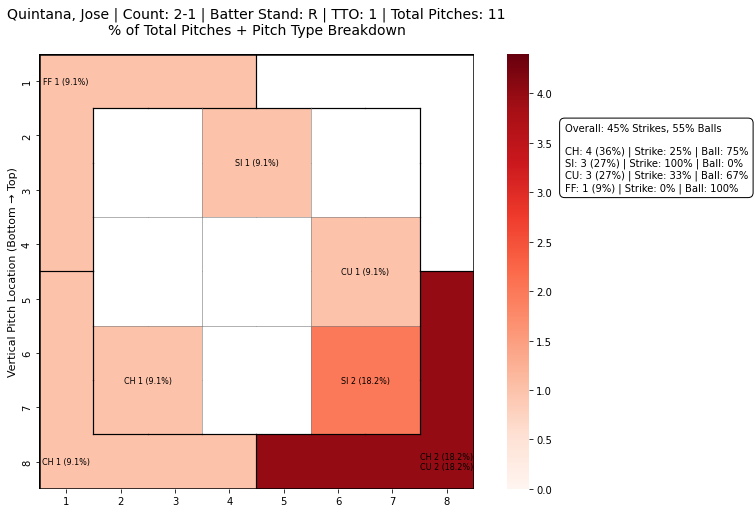 Quintana, Jose | Count: 2-1 | Batter Stand: R | TTO: 1 | Total Pitches: 11
% of Total Pitches + Pitch Type Breakdown
Vertical Pitch Location (Bottom → Top)
1
2
3
4
5
6
7
8
FF 1 (9.1%)
SI 1 (9.1%)
CU 1 (9.1%)
CH 1 (9.1%)
SI 2 (18.2%)
CH 1 (9.1%)
CH 2 (18.2%)
CU 2 (18.2%)
1
2
3
4
5
6
7
8
4.0
3.5
3.0
2.5
2.0
1.5
1.0
0.5
0.0
Overall: 45% Strikes, 55% Balls
CH: 4 (36%) | Strike: 25% | Ball: 75%
SI: 3 (27%) | Strike: 100% | Ball: 0%
CU: 3 (27%) | Strike: 33% | Ball: 67%
FF: 1 (9%) | Strike: 0% | Ball: 100%